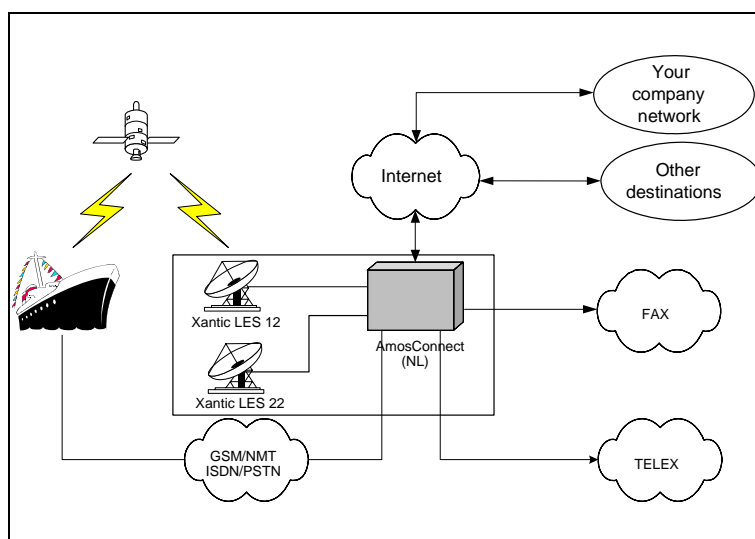 Your
company
network
Internet
Other
destinations
Xantic LES 12
AmosConnect
(NL)
FAX
Xantic LES 22
GSM/NMT
ISDN/PSTN
TELEX